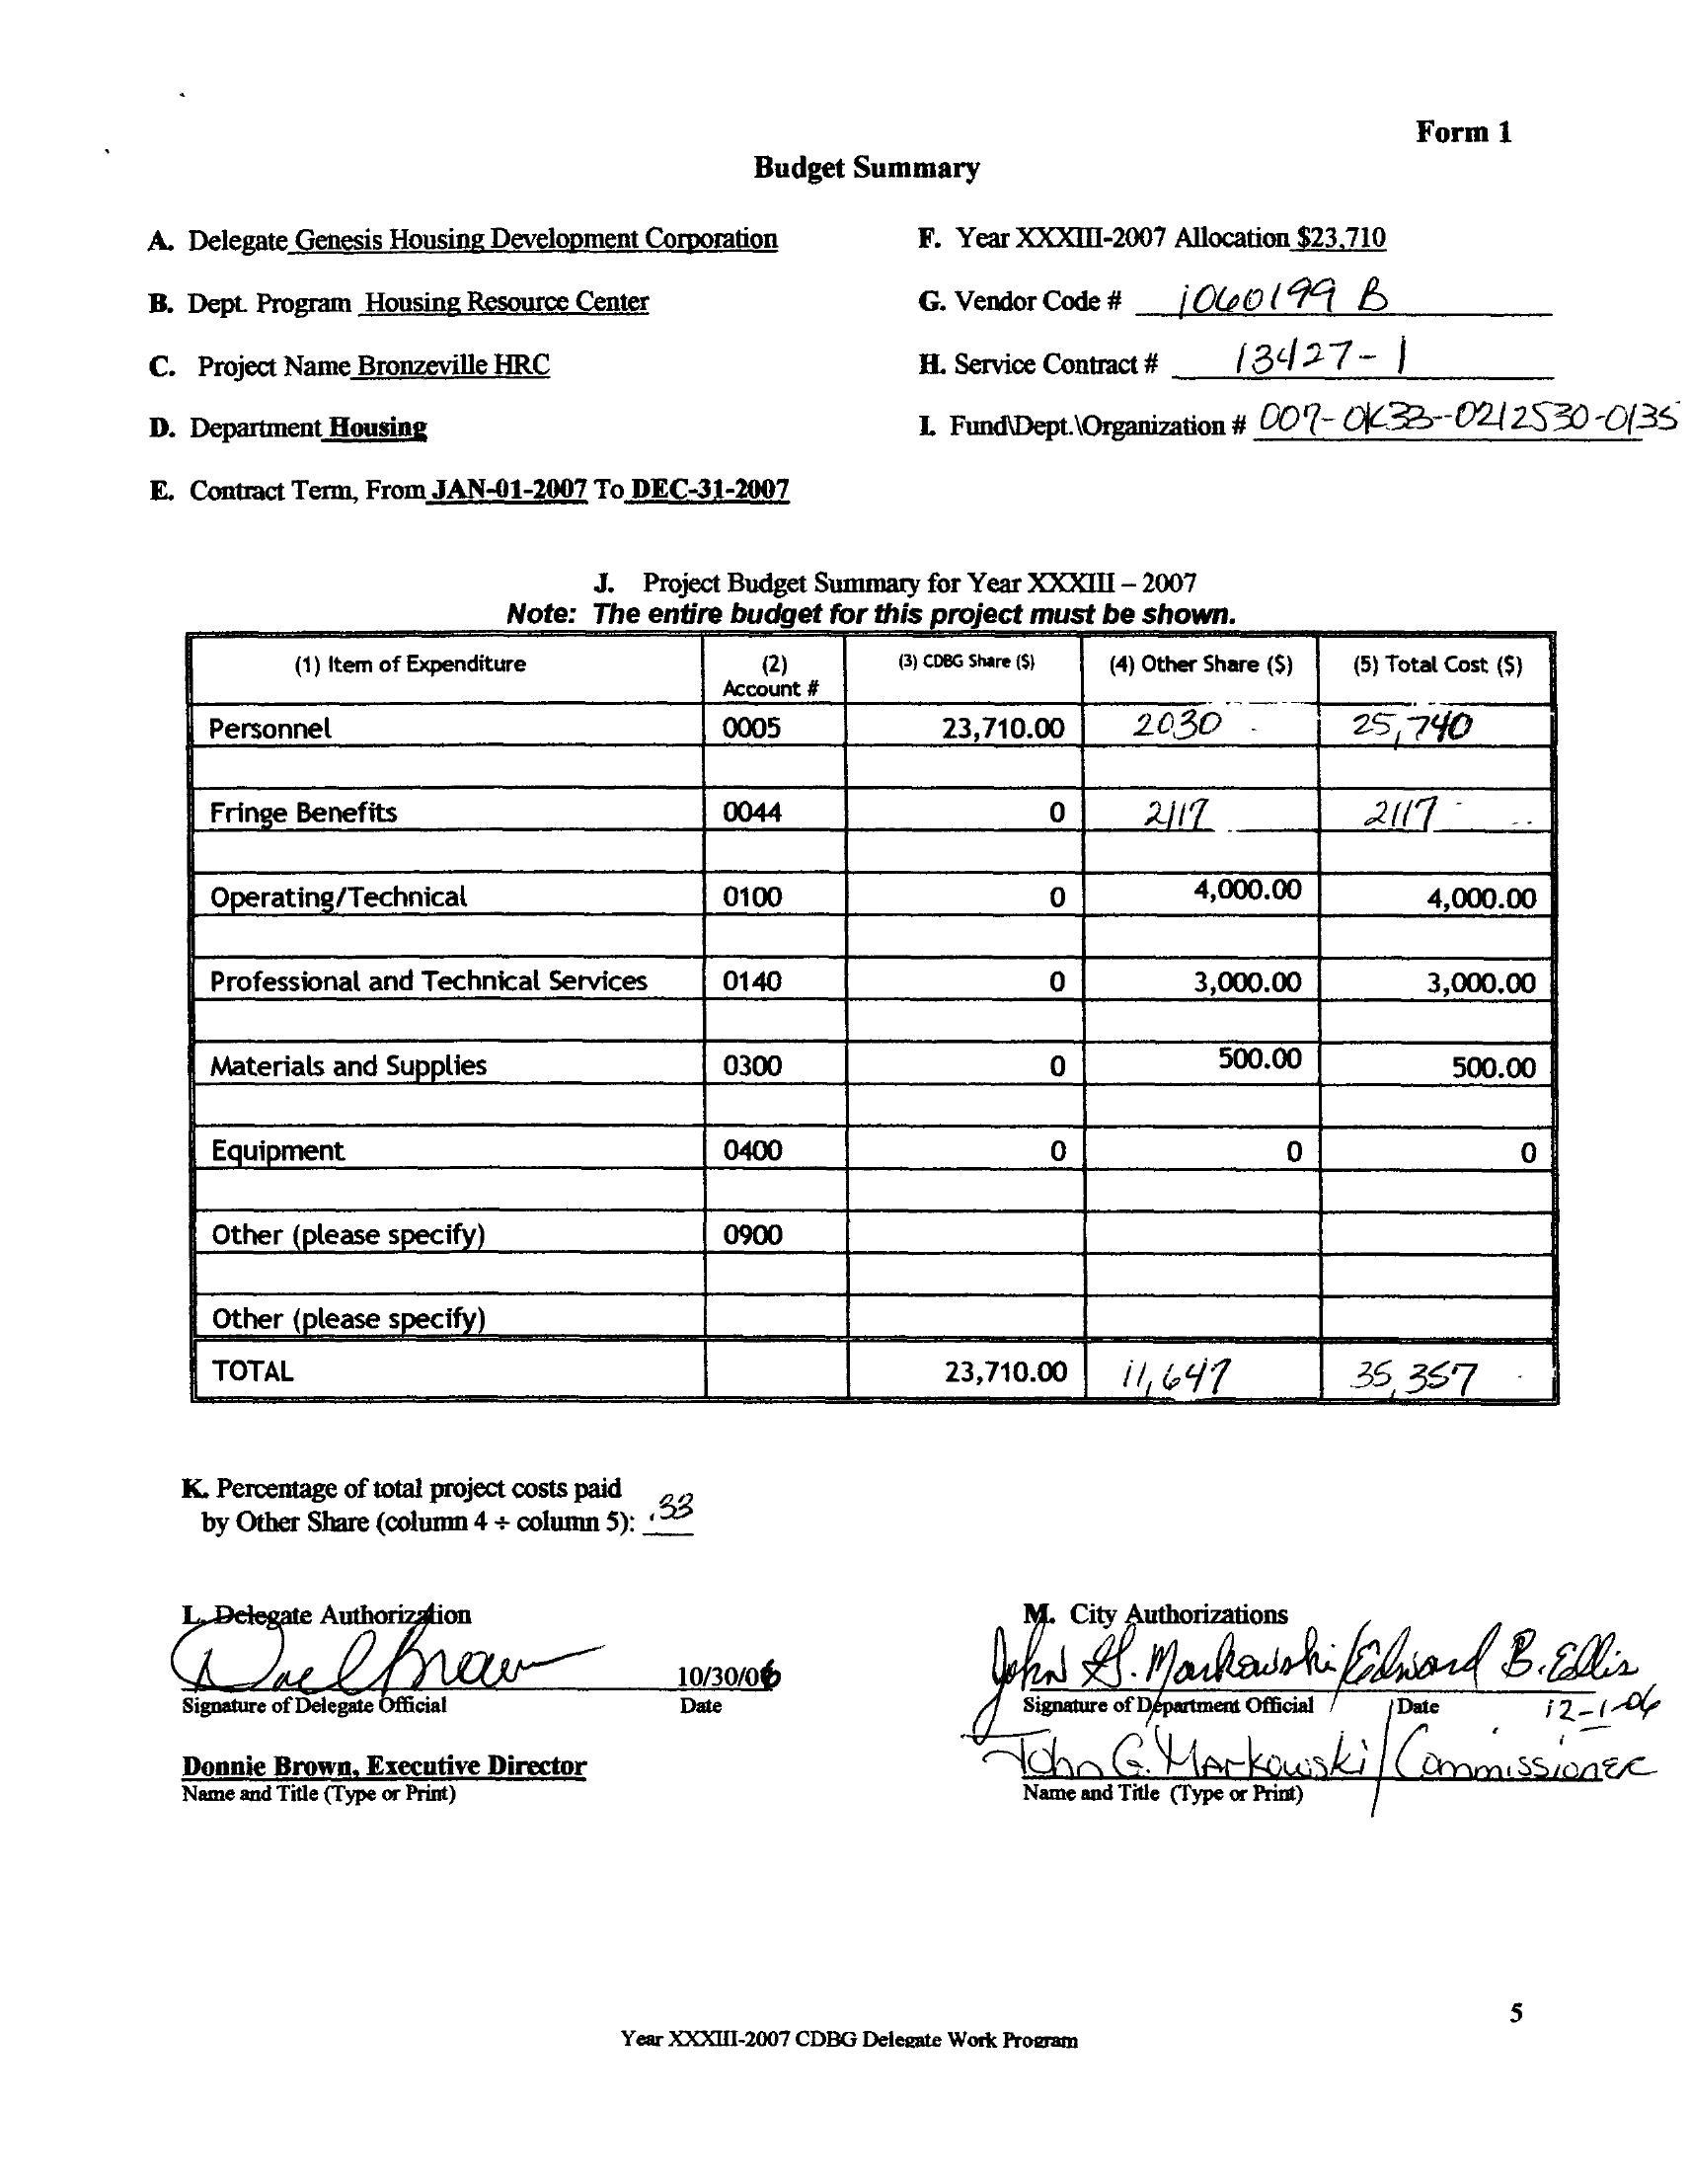 Form 1
Budget Summary
A. Delegate Genesis Housing Development Corporation
F. Year XXXIII-2007 Allocation $23,710
B. Dept. Program Housing Resource Center
G. Vendor Code # 1060199 B
C. Project Name Bronzeville HRC
H. Service Contract # 13427-1
D. Department Housing
I. Fund\Dept.\Organization # 007-0K33--0212530-0135
E. Contract Term, From JAN-01-2007 To DEC-31-2007
J. Project Budget Summary for Year XXXIII – 2007
Note: The entire budget for this project must be shown.
(1) Item of Expenditure (2) Account # (3) CDBG Share ($) (4) Other Share ($) (5) Total Cost ($)
Personnel 0005 23,710.00 2030 25,740
Fringe Benefits 0044 0 2117 2117
Operating/Technical 0100 0 4,000.00 4,000.00
Professional and Technical Services 0140 0 3,000.00 3,000.00
Materials and Supplies 0300 0 500.00 500.00
Equipment 0400 0 0 0
Other (please specify) 0900
Other (please specify)
TOTAL 23,710.00 11,647 35,357
K. Percentage of total project costs paid
by Other Share (column 4 ÷ column 5): .33
L. Delegate Authorization
M. City Authorizations
10/30/06
John G. Markowski/Edward B. Ellis
Signature of Delegate Official Date
Signature of Department Official Date 12-1-06
Donnie Brown, Executive Director
John G. Markowski/Commissioner
Name and Title (Type or Print)
Name and Title (Type or Print)
5
Year XXXIII-2007 CDBG Delegate Work Program